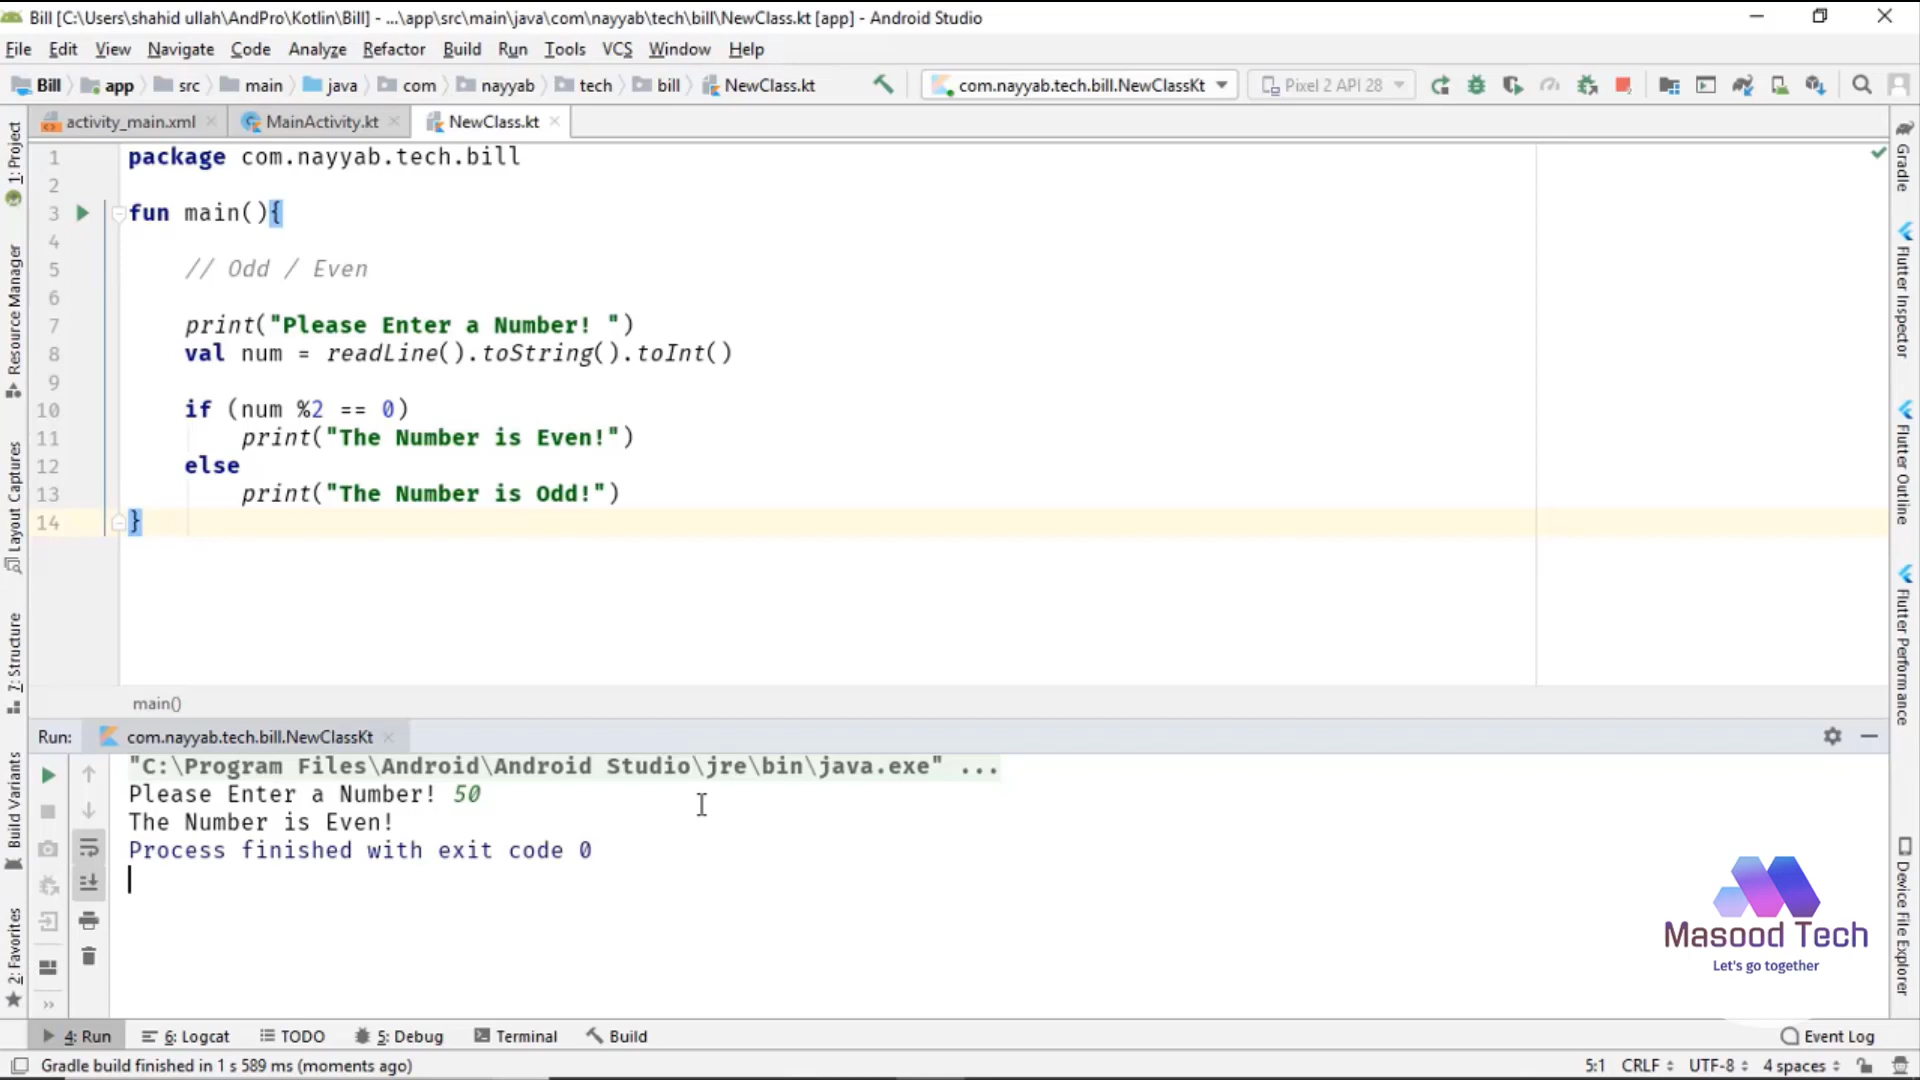 Bill [C:\Users\shahid ullah\AndPro\Kotlin\Bill] - ...\app\src\main\java\com\nayyab\tech\bill\NewClass.kt [app] - Android Studio
File Edit View Navigate Code Analyze Refactor Build Run Tools VCS Window Help
Bill app src main java com nayyab tech bill NewClass.kt com.nayyab.tech.bill.NewClassKt Pixel 2 API 28
activity_main.xml MainActivity.kt NewClass.kt
1 package com.nayyab.tech.bill
2
3 fun main(){
4
5 // Odd / Even
6
7 print("Please Enter a Number! ")
8 val num = readLine().toString().toInt()
9
10 if (num %2 == 0)
11 print("The Number is Even!")
12 else
13 print("The Number is Odd!")
14 }
main()
Run: com.nayyab.tech.bill.NewClassKt
"C:\Program Files\Android\Android Studio\jre\bin\java.exe" ...
Please Enter a Number! 50
The Number is Even!
Process finished with exit code 0
1: Project
Resource Manager
Layout Captures
7: Structure
Build Variants
2: Favorites
Gradle
Flutter Inspector
Flutter Outline
Flutter Performance
Device File Explorer
Masood Tech
Let's go together
4: Run 6: Logcat TODO 5: Debug Terminal Build Event Log
Gradle build finished in 1 s 589 ms (moments ago) 5:1 CRLF UTF-8 4 spaces